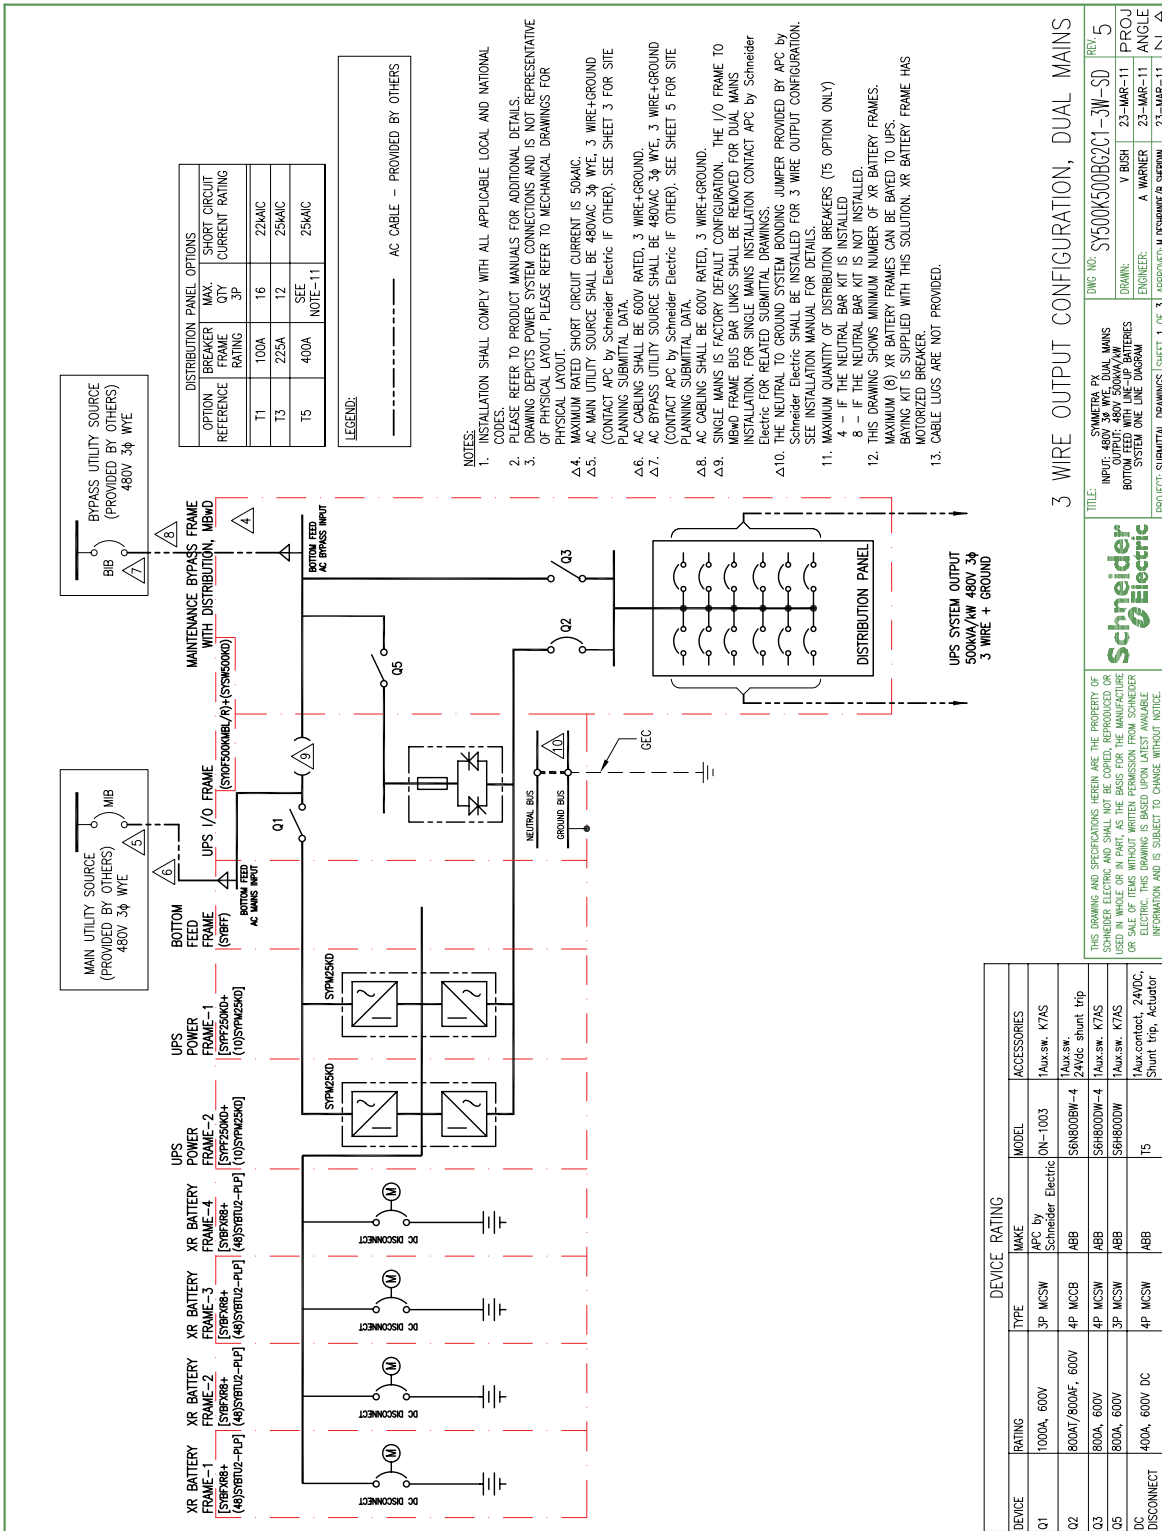 MAIN UTILITY SOURCE
(PROVIDED BY OTHERS)
480V 3ϕ WYE
MIB
5
6
BYPASS UTILITY SOURCE
(PROVIDED BY OTHERS)
480V 3ϕ WYE
BIB
7
8
XR BATTERY
FRAME-1
[SYBFXR8+
(48)SYBTU2-PLP]
XR BATTERY
FRAME-2
[SYBFXR8+
(48)SYBTU2-PLP]
XR BATTERY
FRAME-3
[SYBFXR8+
(48)SYBTU2-PLP]
XR BATTERY
FRAME-4
[SYBFXR8+
(48)SYBTU2-PLP]
UPS
POWER
FRAME-2
[SYPF250KD+
(10)SYPM25KD]
UPS
POWER
FRAME-1
[SYPF250KD+
(10)SYPM25KD]
BOTTOM
FEED
FRAME
(SYBFF)
UPS I/O FRAME
(SYIOF500KMBL/R)+(SYSW500KD)
MAINTENANCE BYPASS FRAME
WITH DISTRIBUTION, MBwD
4
BOTTOM FEED
AC MAINS INPUT
BOTTOM FEED
AC BYPASS INPUT
Q1
9
Q5
Q3
Q2
SYPM25KD
SYPM25KD
DC DISCONNECT
M
DC DISCONNECT
M
DC DISCONNECT
M
DC DISCONNECT
M
NEUTRAL BUS
GROUND BUS
10
GEC
DISTRIBUTION PANEL
UPS SYSTEM OUTPUT
500kVA/kW 480V 3ϕ
3 WIRE + GROUND
DISTRIBUTION PANEL OPTIONS
OPTION REFERENCE | BREAKER FRAME RATING | MAX. QTY 3P | SHORT CIRCUIT CURRENT RATING
T1 | 100A | 16 | 22kAIC
T3 | 225A | 12 | 25kAIC
T5 | 400A | SEE NOTE-11 | 25kAIC
LEGEND:
AC CABLE - PROVIDED BY OTHERS
NOTES:
1. INSTALLATION SHALL COMPLY WITH ALL APPLICABLE LOCAL AND NATIONAL
CODES.
2. PLEASE REFER TO PRODUCT MANUALS FOR ADDITIONAL DETAILS.
3. DRAWING DEPICTS POWER SYSTEM CONNECTIONS AND IS NOT REPRESENTATIVE
OF PHYSICAL LAYOUT, PLEASE REFER TO MECHANICAL DRAWINGS FOR
PHYSICAL LAYOUT.
△4. MAXIMUM RATED SHORT CIRCUIT CURRENT IS 50kAIC.
△5. AC MAIN UTILITY SOURCE SHALL BE 480VAC 3ϕ WYE, 3 WIRE+GROUND
(CONTACT APC by Schneider Electric IF OTHER). SEE SHEET 3 FOR SITE
PLANNING SUBMITTAL DATA.
△6. AC CABLING SHALL BE 600V RATED, 3 WIRE+GROUND.
△7. AC BYPASS UTILITY SOURCE SHALL BE 480VAC 3ϕ WYE, 3 WIRE+GROUND
(CONTACT APC by Schneider Electric IF OTHER). SEE SHEET 5 FOR SITE
PLANNING SUBMITTAL DATA.
△8. AC CABLING SHALL BE 600V RATED, 3 WIRE+GROUND.
△9. SINGLE MAINS IS FACTORY DEFAULT CONFIGURATION. THE I/O FRAME TO
MBwD FRAME BUS BAR LINKS SHALL BE REMOVED FOR DUAL MAINS
INSTALLATION. FOR SINGLE MAINS INSTALLATION CONTACT APC by Schneider
Electric FOR RELATED SUBMITTAL DRAWINGS.
△10. THE NEUTRAL TO GROUND SYSTEM BONDING JUMPER PROVIDED BY APC by
Schneider Electric SHALL BE INSTALLED FOR 3 WIRE OUTPUT CONFIGURATION.
SEE INSTALLATION MANUAL FOR DETAILS.
11. MAXIMUM QUANTITY OF DISTRIBUTION BREAKERS (T5 OPTION ONLY)
4 - IF THE NEUTRAL BAR KIT IS INSTALLED
8 - IF THE NEUTRAL BAR KIT IS NOT INSTALLED.
12. THIS DRAWING SHOWS MINIMUM NUMBER OF XR BATTERY FRAMES.
MAXIMUM (8) XR BATTERY FRAMES CAN BE BAYED TO UPS.
BAYING KIT IS SUPPLIED WITH THIS SOLUTION. XR BATTERY FRAME HAS
MOTORIZED BREAKER.
13. CABLE LUGS ARE NOT PROVIDED.
3 WIRE OUTPUT CONFIGURATION, DUAL MAINS
DEVICE RATING
DEVICE | RATING | TYPE | MAKE | MODEL | ACCESSORIES
Q1 | 1000A, 600V | 3P MCSW | APC by Schneider Electric | ON-1003 | 1Aux.sw. K7AS
Q2 | 800AT/800AF, 600V | 4P MCCB | ABB | S6N800BW-4 | 1Aux.sw. 24Vdc shunt trip
Q3 | 800A, 600V | 4P MCSW | ABB | S6H800DW-4 | 1Aux.sw. K7AS
Q5 | 800A, 600V | 3P MCSW | ABB | S6H800DW | 1Aux.sw. K7AS
DC DISCONNECT | 400A, 600V DC | 4P MCSW | ABB | T5 | 1Aux.contact, 24VDC, Shunt trip, Actuator
THIS DRAWING AND SPECIFICATIONS HEREIN ARE THE PROPERTY OF
SCHNEIDER ELECTRIC AND SHALL NOT BE COPIED, REPRODUCED OR
USED IN WHOLE OR IN PART, AS THE BASIS FOR THE MANUFACTURE
OR SALE OF ITEMS WITHOUT WRITTEN PERMISSION FROM SCHNEIDER
ELECTRIC. THIS DRAWING IS BASED UPON LATEST AVAILABLE
INFORMATION AND IS SUBJECT TO CHANGE WITHOUT NOTICE.
Schneider
Electric
TITLE: SYMMETRA PX
INPUT: 480V 3ϕ WYE, DUAL MAINS
OUTPUT: 480V 500kVA/kW
BOTTOM FEED WITH LINE-UP BATTERIES
SYSTEM ONE LINE DIAGRAM
PROJECT: SUBMITTAL DRAWINGS SHEET 1 OF 3
DWG NO: SY500K500BG2C1-3W-SD
REV: 5
DRAWN: V BUSH 23-MAR-11
ENGINEER: A WARNER 23-MAR-11
APPROVED: 23-MAR-11
PROJ
ANGLE